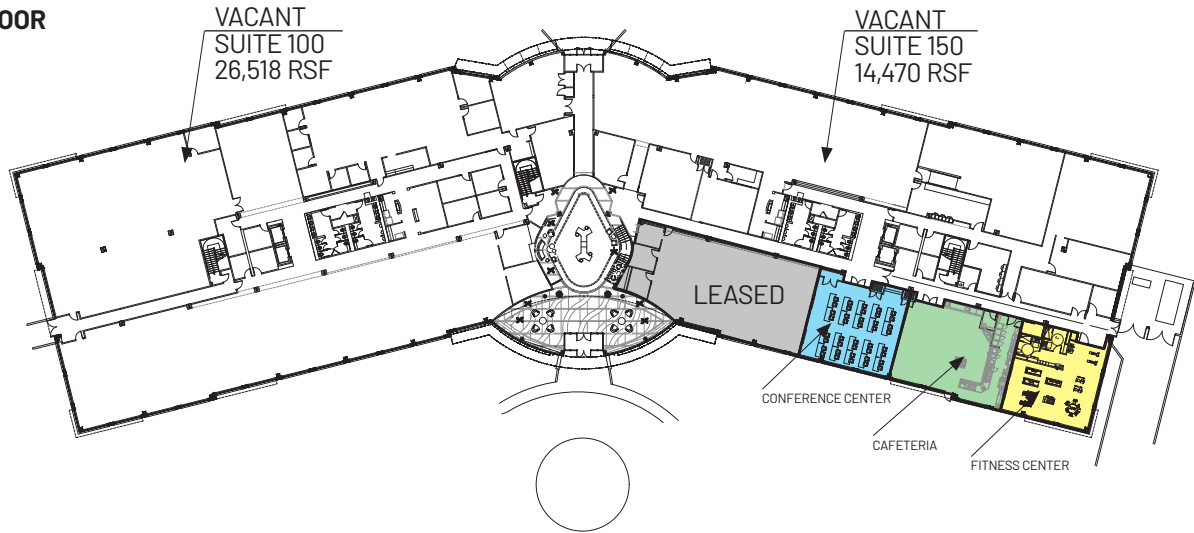 OOR
VACANT
SUITE 100
26,518 RSF
VACANT
SUITE 150
14,470 RSF
LEASED
CONFERENCE CENTER
CAFETERIA
FITNESS CENTER